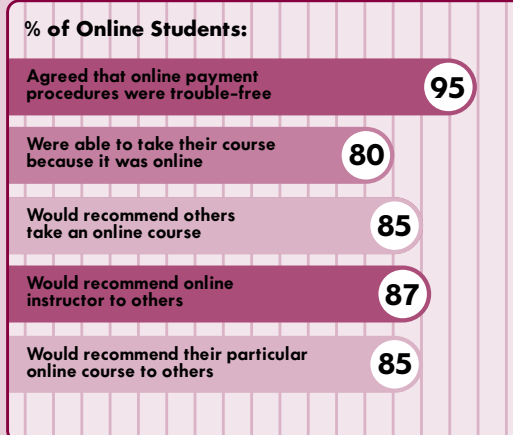 % of Online Students:
Agreed that online payment
procedures were trouble-free
95
Were able to take their course
because it was online
80
Would recommend others
take an online course
85
Would recommend online
instructor to others
87
Would recommend their particular
online course to others
85